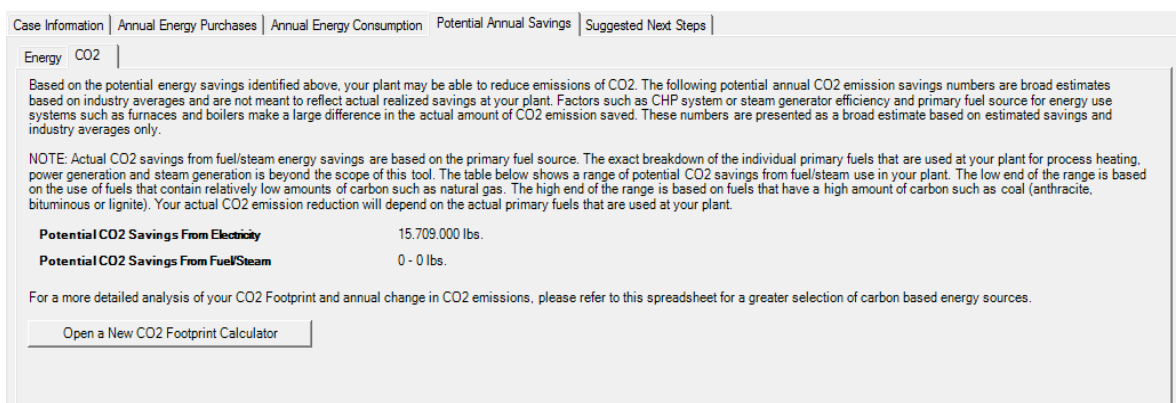 Case Information | Annual Energy Purchases | Annual Energy Consumption | Potential Annual Savings | Suggested Next Steps
Energy | CO2
Based on the potential energy savings identified above, your plant may be able to reduce emissions of CO2. The following potential annual CO2 emission savings numbers are broad estimates
based on industry averages and are not meant to reflect actual realized savings at your plant. Factors such as CHP system or steam generator efficiency and primary fuel source for energy use
systems such as furnaces and boilers make a large difference in the actual amount of CO2 emission saved. These numbers are presented as a broad estimate based on estimated savings and
industry averages only.
NOTE: Actual CO2 savings from fuel/steam energy savings are based on the primary fuel source. The exact breakdown of the individual primary fuels that are used at your plant for process heating,
power generation and steam generation is beyond the scope of this tool. The table below shows a range of potential CO2 savings from fuel/steam use in your plant. The low end of the range is based
on the use of fuels that contain relatively low amounts of carbon such as natural gas. The high end of the range is based on fuels that have a high amount of carbon such as coal (anthracite,
bituminous or lignite). Your actual CO2 emission reduction will depend on the actual primary fuels that are used at your plant.
Potential CO2 Savings From Electricity 15.709.000 lbs.
Potential CO2 Savings From Fuel/Steam 0 - 0 lbs.
For a more detailed analysis of your CO2 Footprint and annual change in CO2 emissions, please refer to this spreadsheet for a greater selection of carbon based energy sources.
Open a New CO2 Footprint Calculator